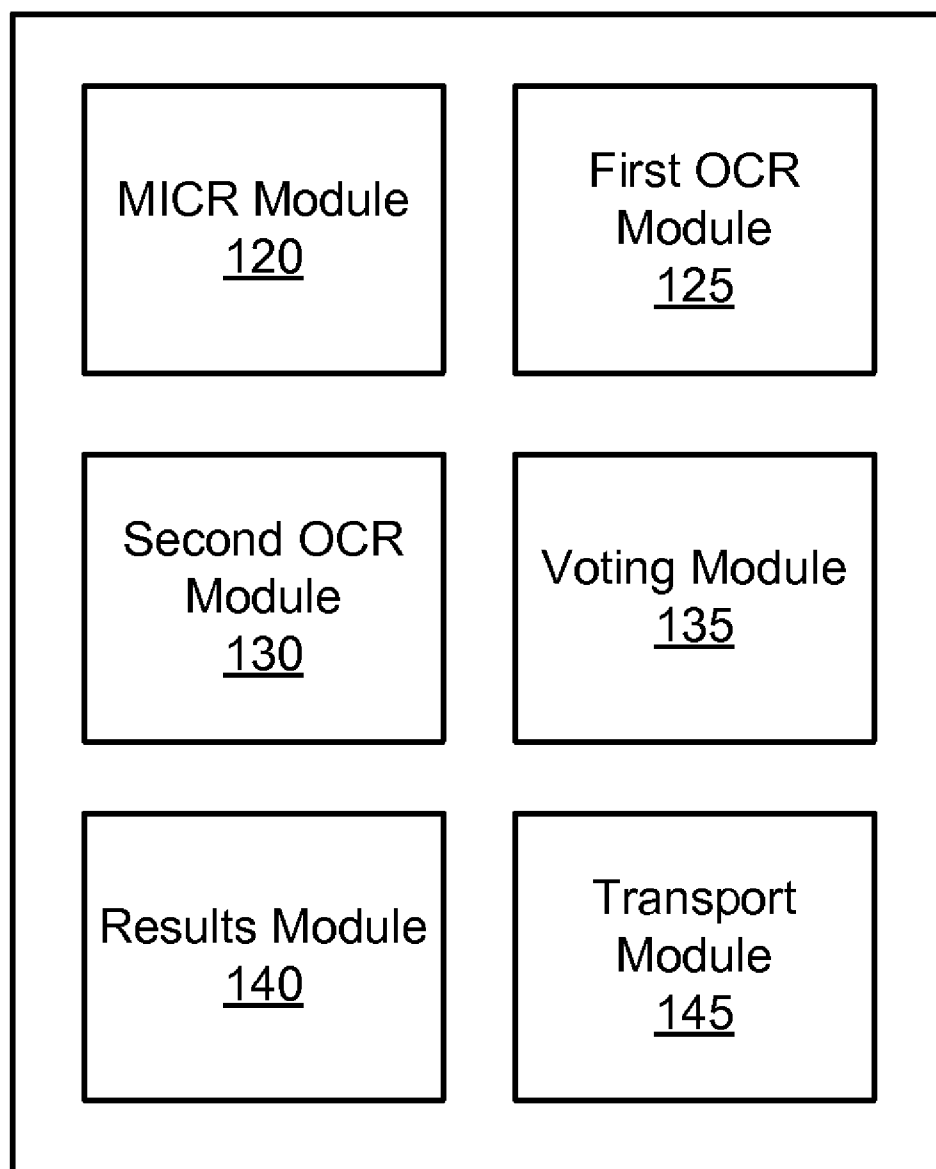 MICR Module
120
First OCR
Module
125
Second OCR
Module
130
Voting Module
135
Results Module
140
Transport
Module
145